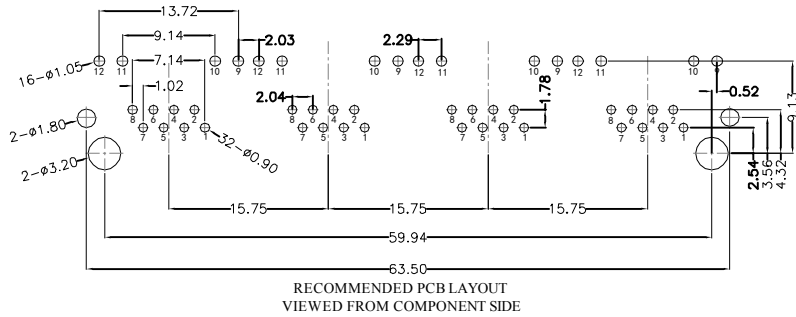 13.72
9.14 2.03 2.29
7.14
16-ø1.05
12 11 10 9 12 11 10 9 12 11 10 9 12 11 10 9
1.02 2.04 1.78 0.52 9.13
8 6 4 2 8 6 4 2 8 6 4 2 8 6 4 2
2-ø1.80
7 5 3 1 7 5 3 1 7 5 3 1 7 5 3 1
32-ø0.90
2-ø3.20
2.54 3.56 4.32
15.75 15.75 15.75
59.94
63.50
RECOMMENDED PCB LAYOUT
VIEWED FROM COMPONENT SIDE